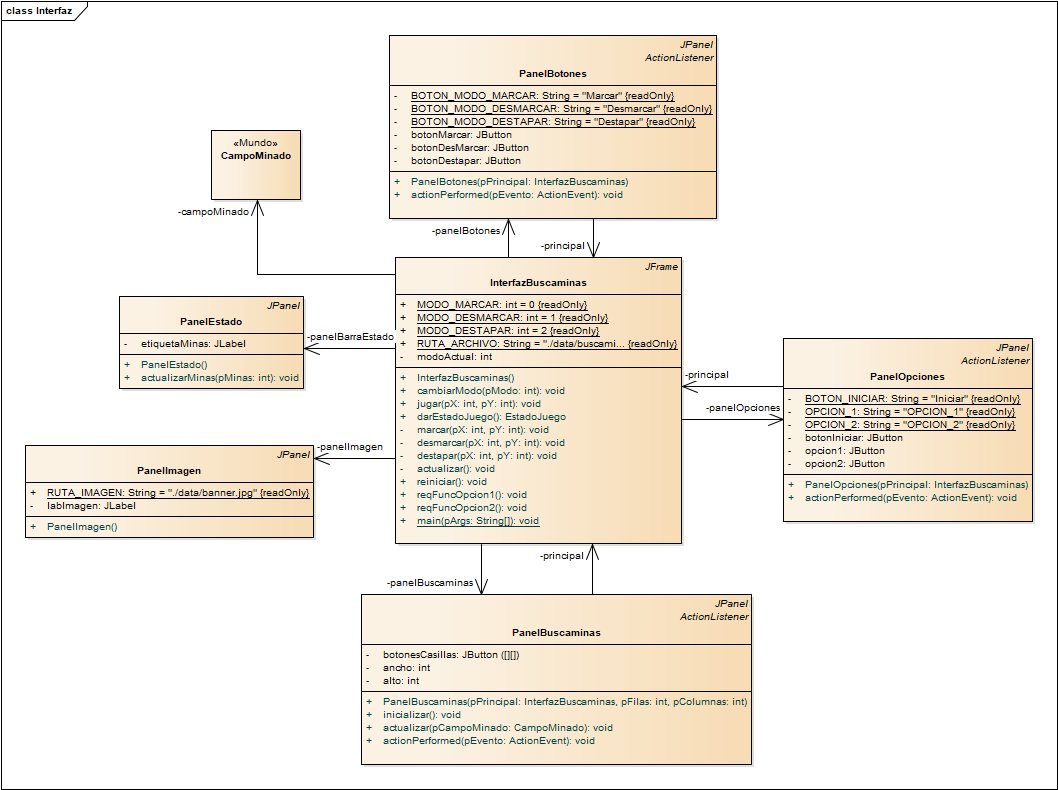 class Interfaz
JPanel
ActionListener
PanelBotones
- BOTON_MODO_MARCAR: String = "Marcar" {readOnly}
- BOTON_MODO_DESMARCAR: String = "Desmarcar" {readOnly}
- BOTON_MODO_DESTAPAR: String = "Destapar" {readOnly}
- botonMarcar: JButton
- botonDesMarcar: JButton
- botonDestapar: JButton
+ PanelBotones(pPrincipal: InterfazBuscaminas)
+ actionPerformed(pEvento: ActionEvent): void
«Mundo»
CampoMinado
-campoMinado
-panelBotones
-principal
JFrame
InterfazBuscaminas
+ MODO_MARCAR: int = 0 {readOnly}
+ MODO_DESMARCAR: int = 1 {readOnly}
+ MODO_DESTAPAR: int = 2 {readOnly}
+ RUTA_ARCHIVO: String = "./data/buscami... {readOnly}
- modoActual: int
+ InterfazBuscaminas()
+ cambiarModo(pModo: int): void
+ jugar(pX: int, pY: int): void
+ darEstadoJuego(): EstadoJuego
- marcar(pX: int, pY: int): void
- desmarcar(pX: int, pY: int): void
- destapar(pX: int, pY: int): void
- actualizar(): void
+ reiniciar(): void
+ reqFuncOpcion1(): void
+ reqFuncOpcion2(): void
+ main(pArgs: String[]): void
JPanel
PanelEstado
- etiquetaMinas: JLabel
+ PanelEstado()
+ actualizarMinas(pMinas: int): void
-panelBarraEstado
JPanel
PanelImagen
+ RUTA_IMAGEN: String = "./data/banner.jpg" {readOnly}
- labImagen: JLabel
+ PanelImagen()
-panelImagen
-principal
-panelOpciones
JPanel
ActionListener
PanelOpciones
- BOTON_INICIAR: String = "Iniciar" {readOnly}
- OPCION_1: String = "OPCION_1" {readOnly}
- OPCION_2: String = "OPCION_2" {readOnly}
- botonIniciar: JButton
- opcion1: JButton
- opcion2: JButton
+ PanelOpciones(pPrincipal: InterfazBuscaminas)
+ actionPerformed(pEvento: ActionEvent): void
-principal
-panelBuscaminas
JPanel
ActionListener
PanelBuscaminas
- botonesCasillas: JButton ([][])
- ancho: int
- alto: int
+ PanelBuscaminas(pPrincipal: InterfazBuscaminas, pFilas: int, pColumnas: int)
+ inicializar(): void
+ actualizar(pCampoMinado: CampoMinado): void
+ actionPerformed(pEvento: ActionEvent): void